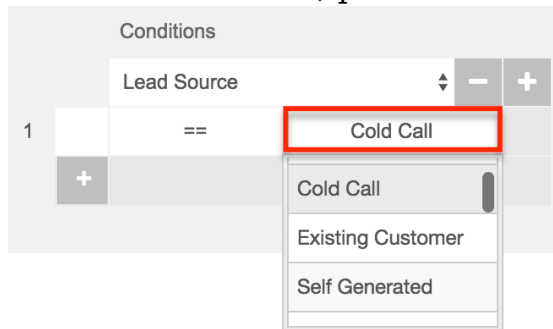 Conditions
Lead Source
1 == Cold Call
Cold Call
Existing Customer
Self Generated